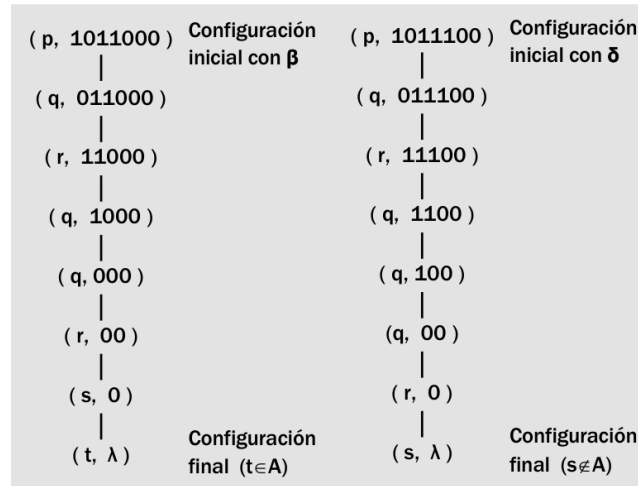 ( p, 1011000 )
Configuración
inicial con β
( q, 011000 )
( r, 11000 )
( q, 1000 )
( q, 000 )
( r, 00 )
( s, 0 )
( t, λ )
Configuración
final (t∈A)
( p, 1011100 )
Configuración
inicial con δ
( q, 011100 )
( r, 11100 )
( q, 1100 )
( q, 100 )
(q, 00 )
( r, 0 )
( s, λ )
Configuración
final (s∉A)